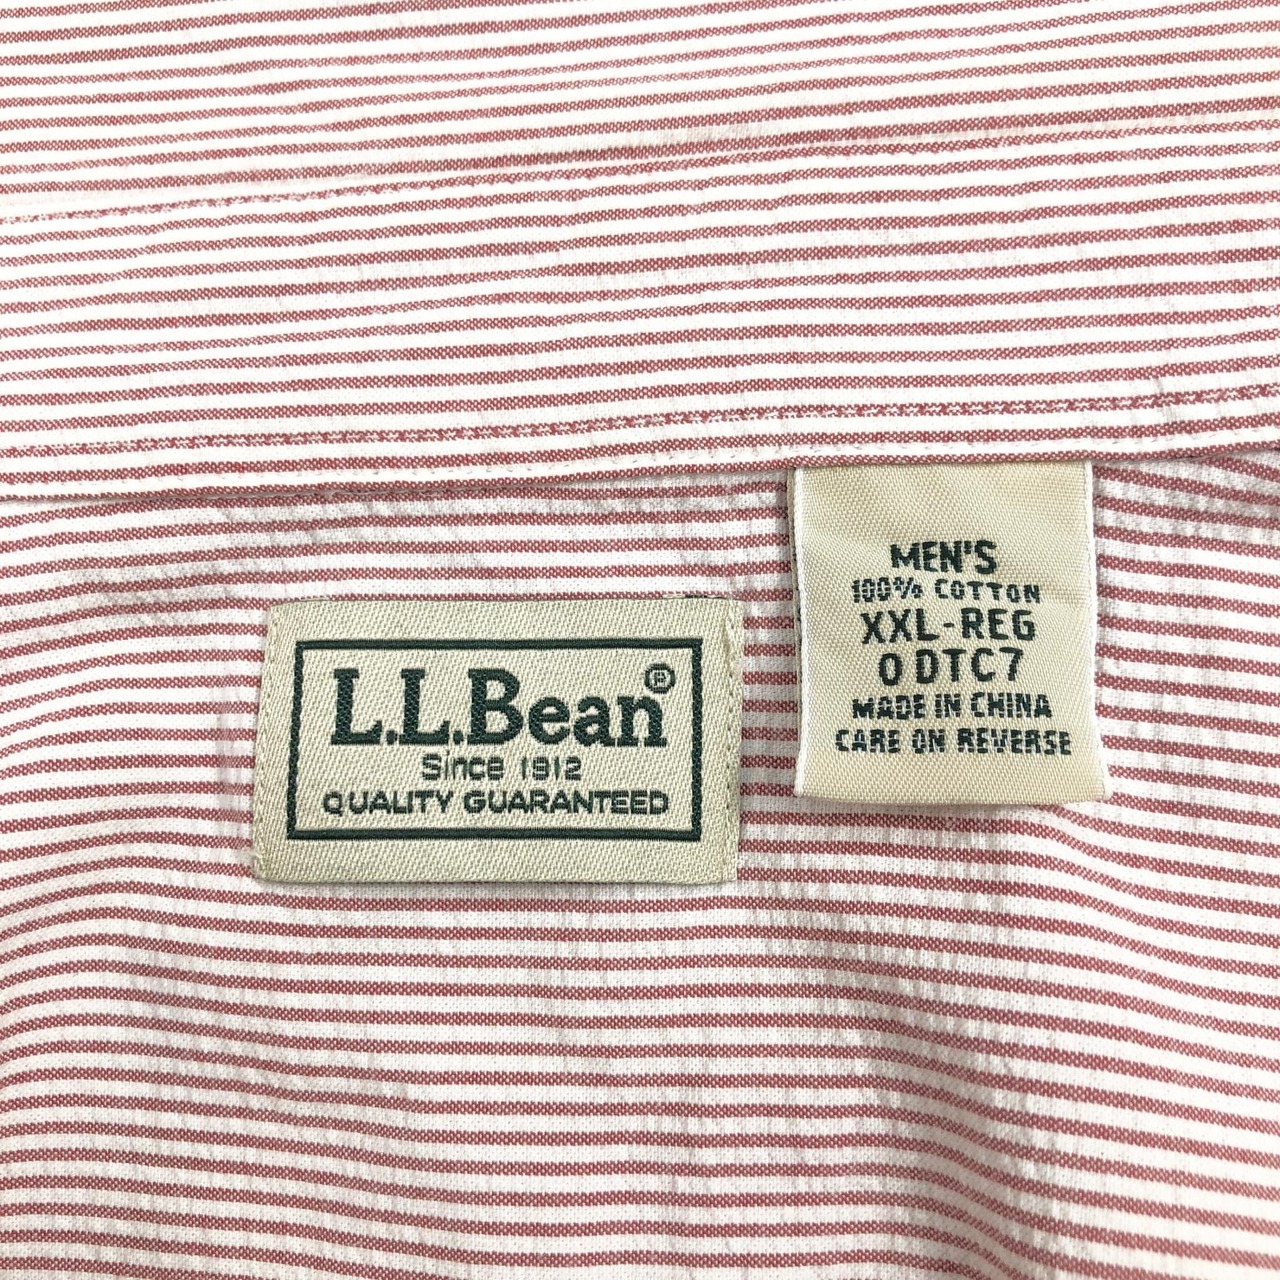 L.L.Bean®
Since 1912
QUALITY GUARANTEED
MEN'S
100% COTTON
XXL-REG
0 DTC7
MADE IN CHINA
CARE ON REVERSE